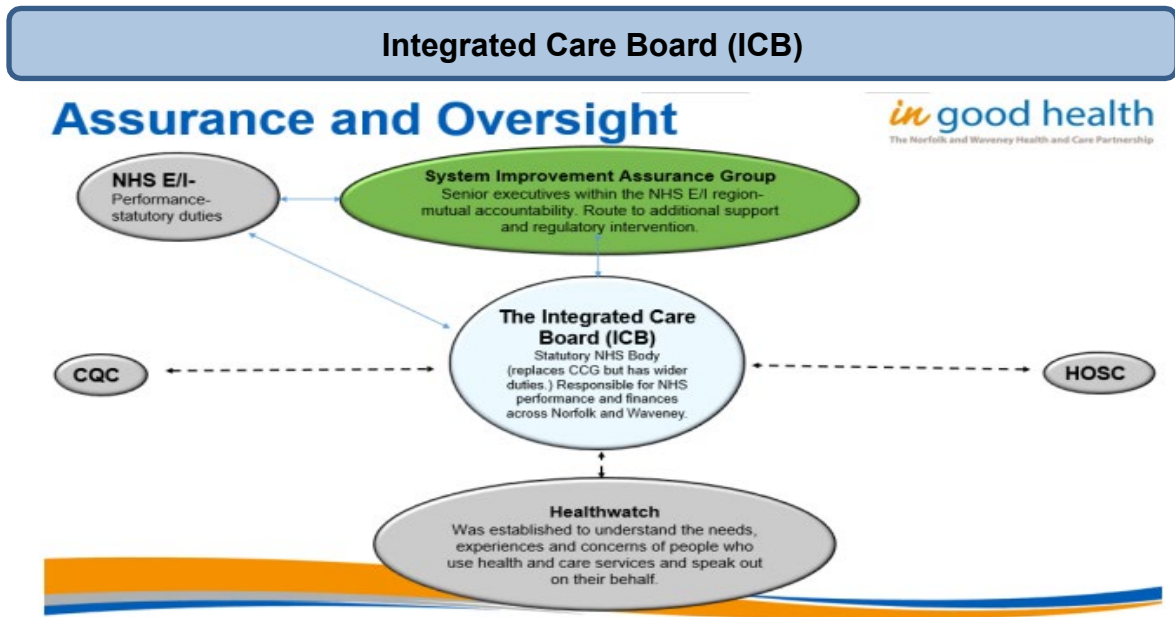 Integrated Care Board (ICB)
Assurance and Oversight
in good health
The Norfolk and Waveney Health and Care Partnership
NHS E/I-
Performance-
statutory duties
System Improvement Assurance Group
Senior executives within the NHS E/I region-
mutual accountability. Route to additional support
and regulatory intervention.
The Integrated Care
Board (ICB)
Statutory NHS Body
(replaces CCG but has wider
duties.) Responsible for NHS
performance and finances
across Norfolk and Waveney.
CQC
HOSC
Healthwatch
Was established to understand the needs,
experiences and concerns of people who
use health and care services and speak out
on their behalf.